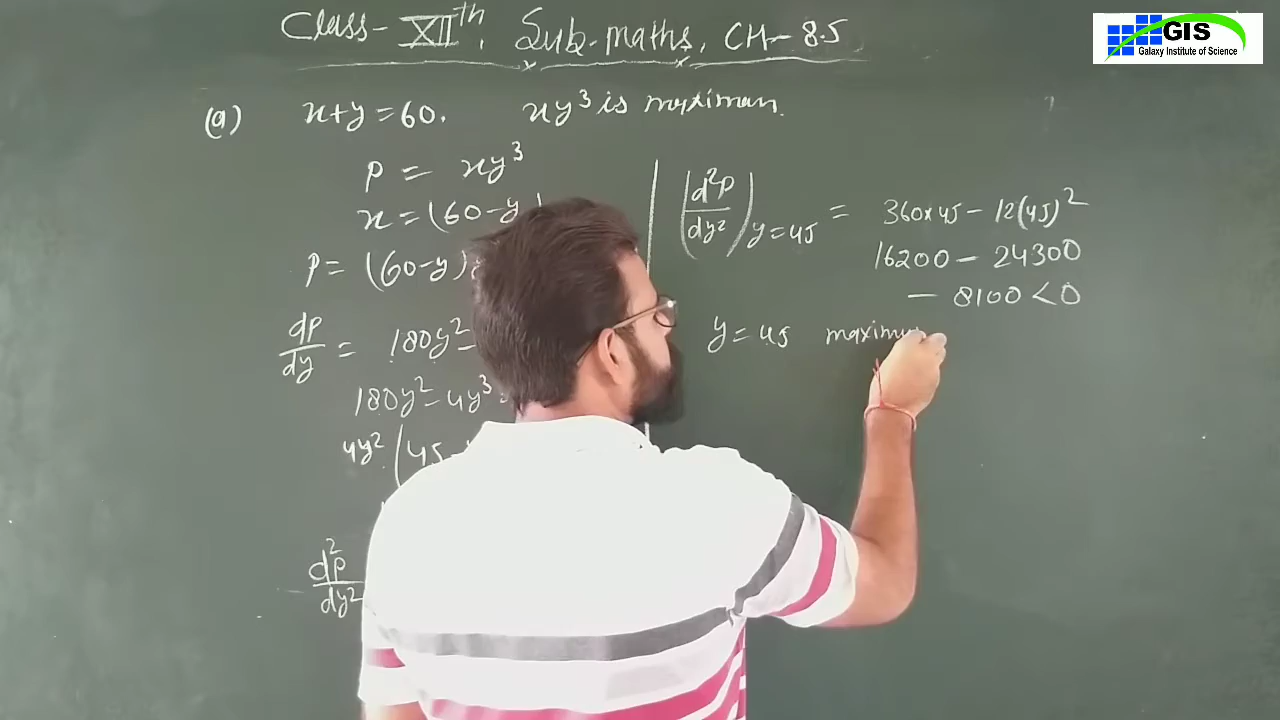 Class-XIIth, Sub-maths, CH-8.5
GIS
Galaxy Institute of Science
(a) x+y=60. xy³ is maximum.
P = xy³
x = (60-y)
P = (60-y)
dP/dy = 180y²
180y²-4y³
4y² (45
d²P/dy²
(d²P/dy²)y=45 = 360×45 - 12(45)²
16200 - 24300
- 8100 < 0
y=45 maximum